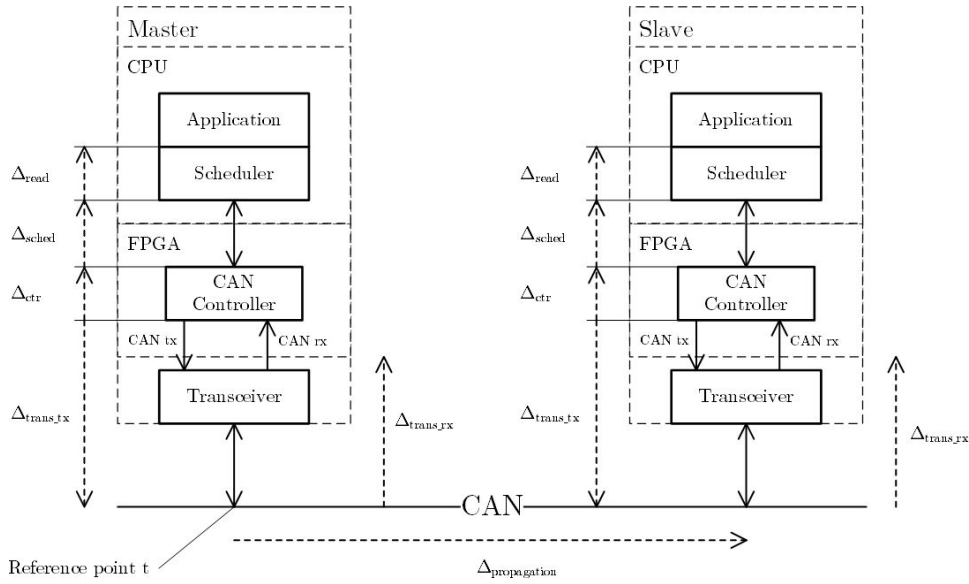 Master
Slave
CPU
CPU
Application
Application
Δread
Scheduler
Δread
Scheduler
Δsched
Δsched
FPGA
FPGA
Δctr
CAN
Controller
Δctr
CAN
Controller
CAN tx
CAN rx
CAN tx
CAN rx
Δtrans_tx
Transceiver
Δtrans_rx
Δtrans_tx
Transceiver
Δtrans_rx
CAN
Reference point t
Δpropagation